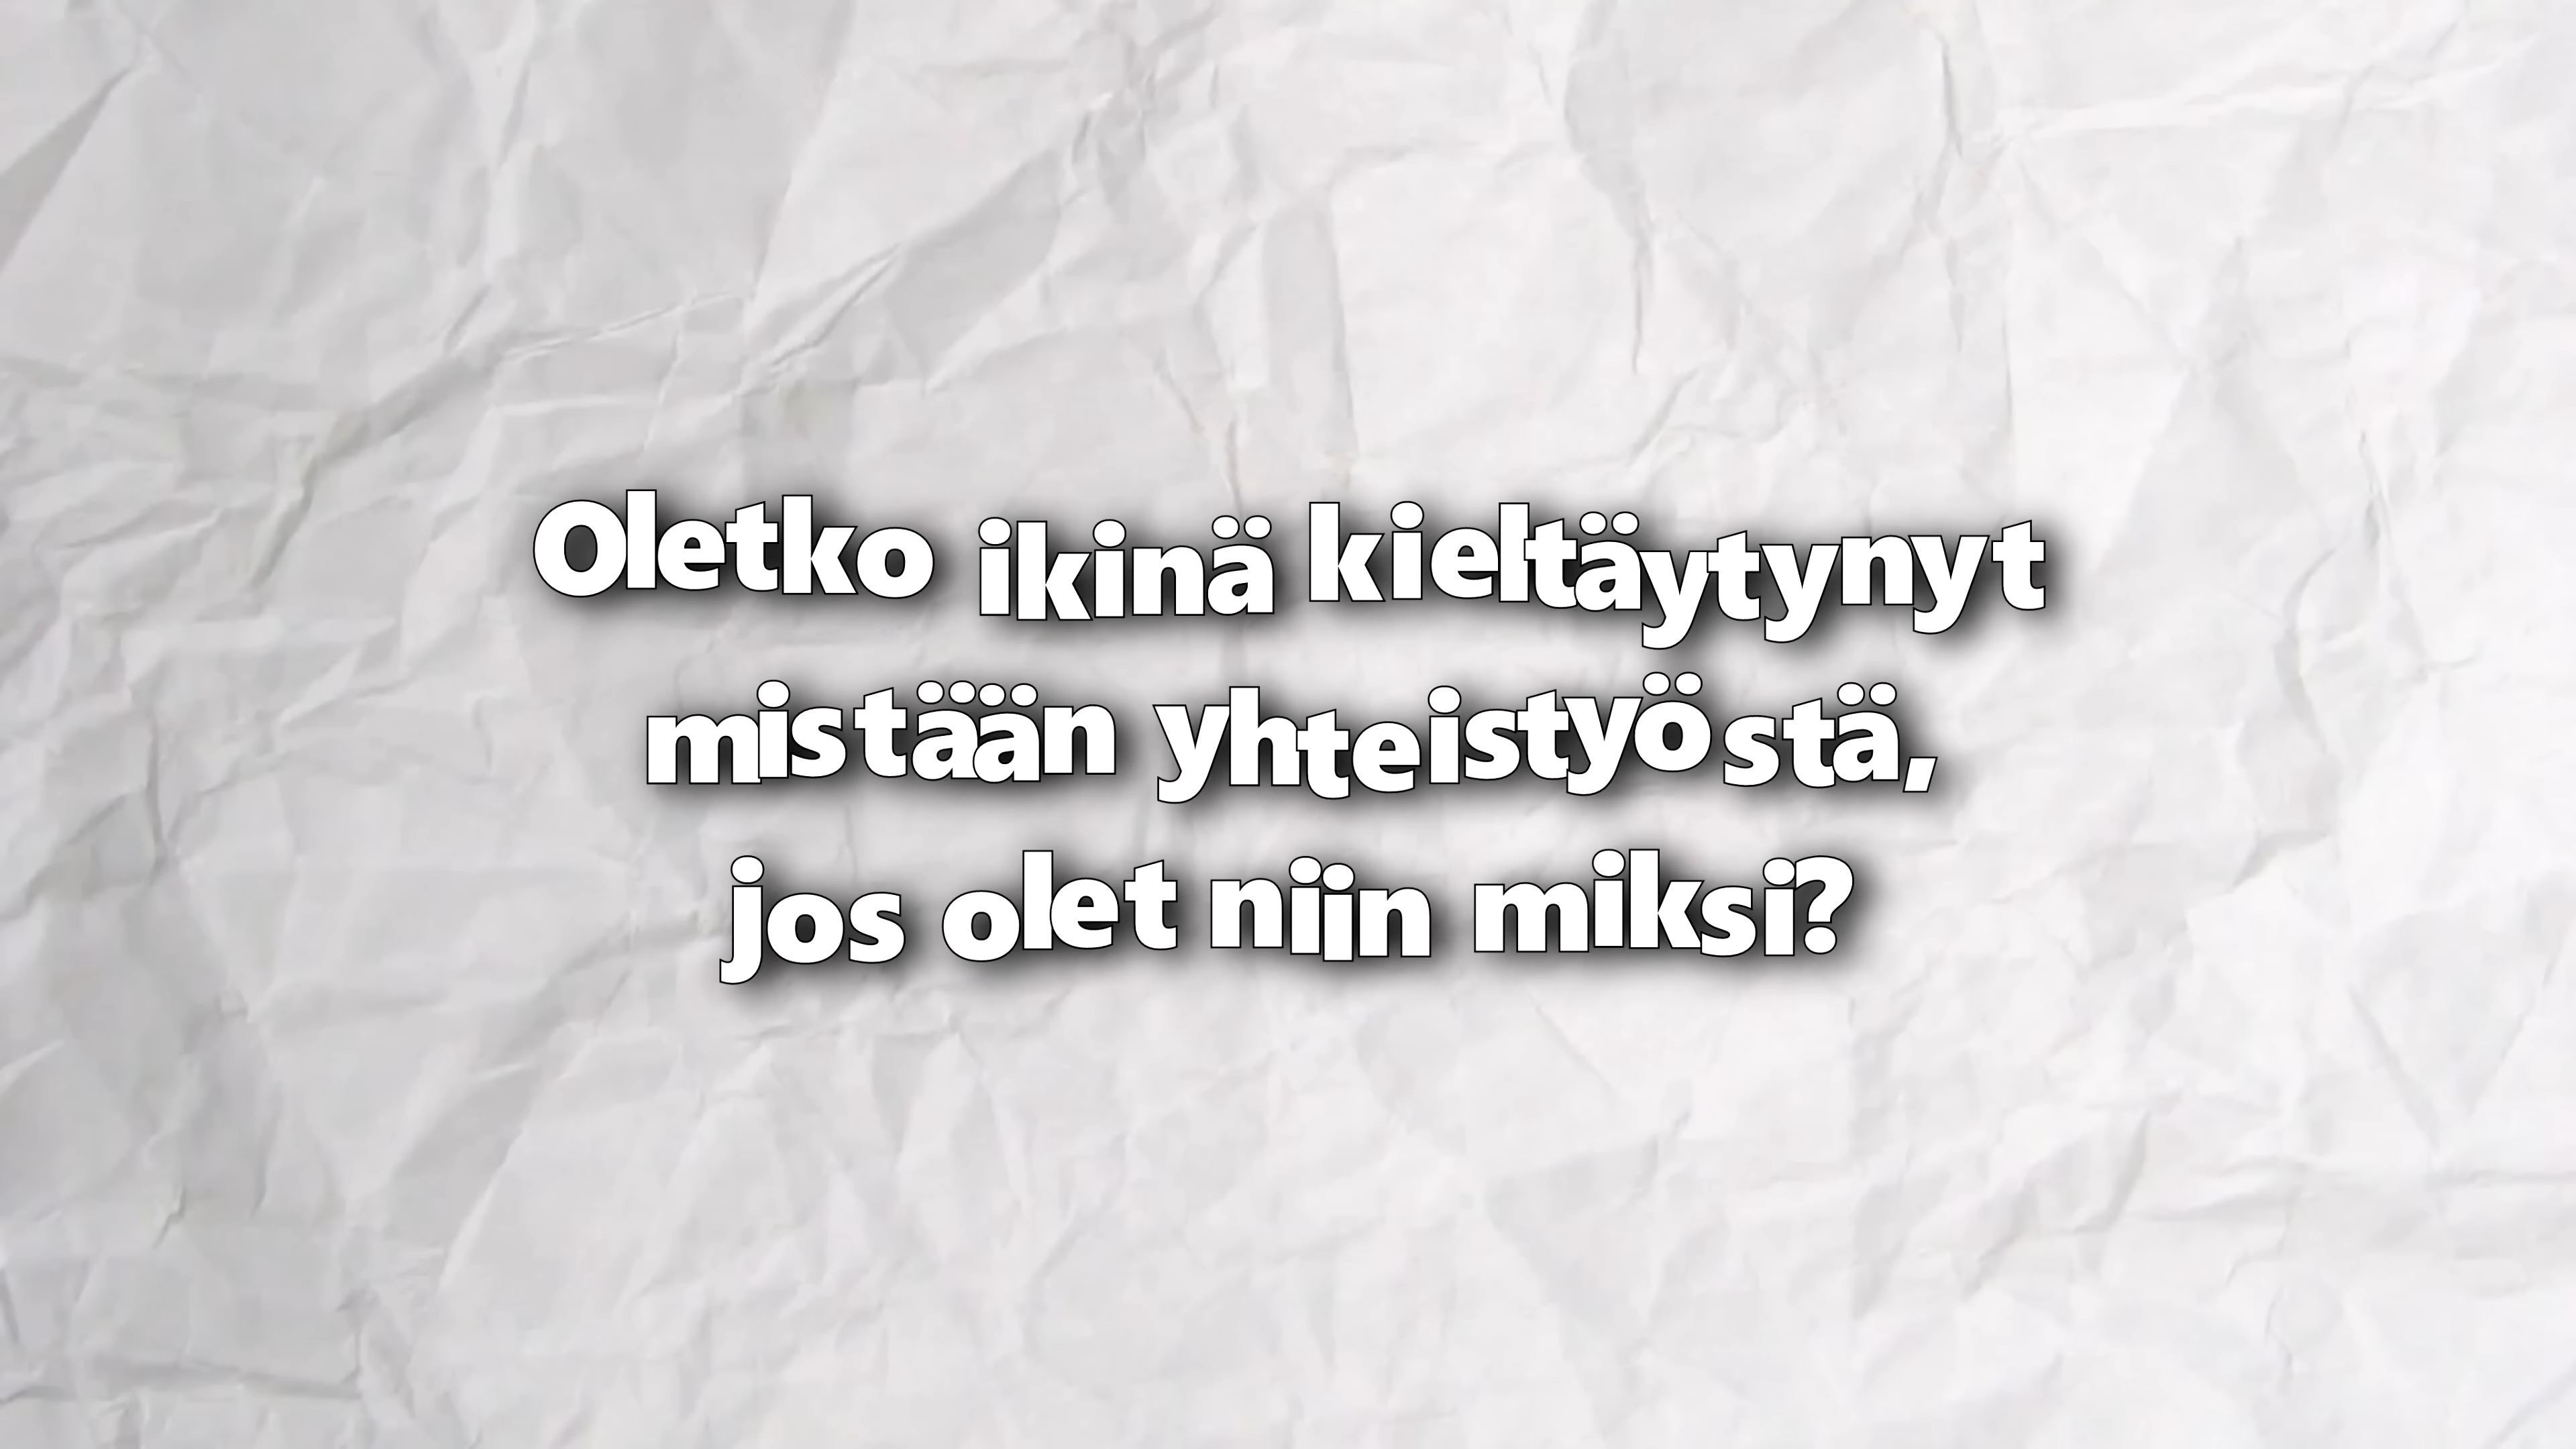 Oletko ikinä kieltäytynyt
mistään yhteistyöstä,
jos olet niin miksi?